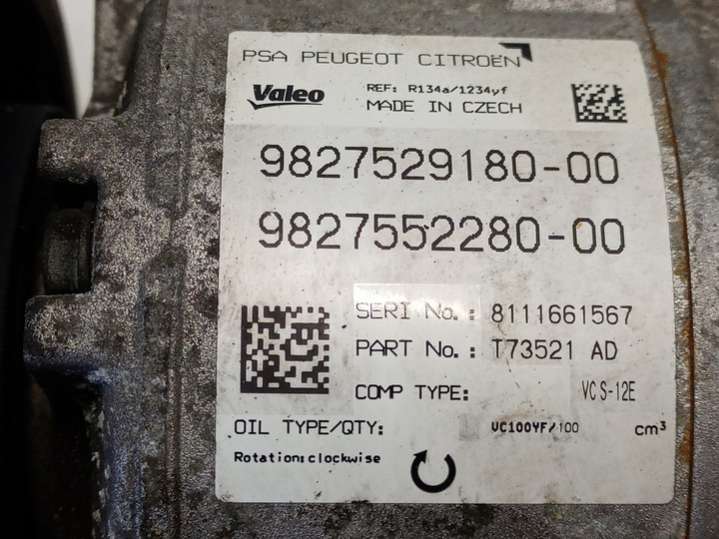 PSA PEUGEOT CITROËN
Valeo REF: R134a/1234yf
MADE IN CZECH
9827529180-00
9827552280-00
SERI No.: 8111661567
PART No.: T73521 AD
COMP TYPE: VCS-12E
OIL TYPE/QTY: VC100YF/100 cm³
Rotation:clockwise